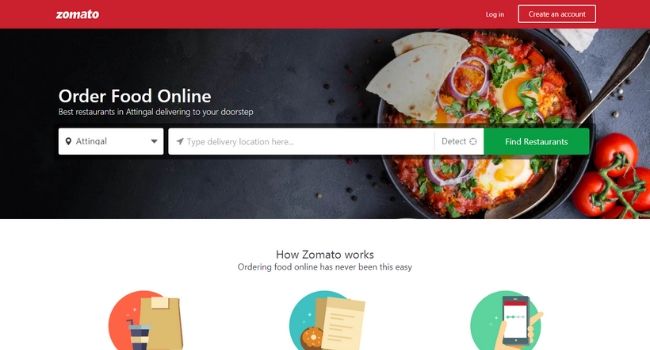 zomato
Log in
Create an account
Order Food Online
Best restaurants in Attingal delivering to your doorstep
Attingal
Type delivery location here...
Detect
Find Restaurants
How Zomato works
Ordering food online has never been this easy